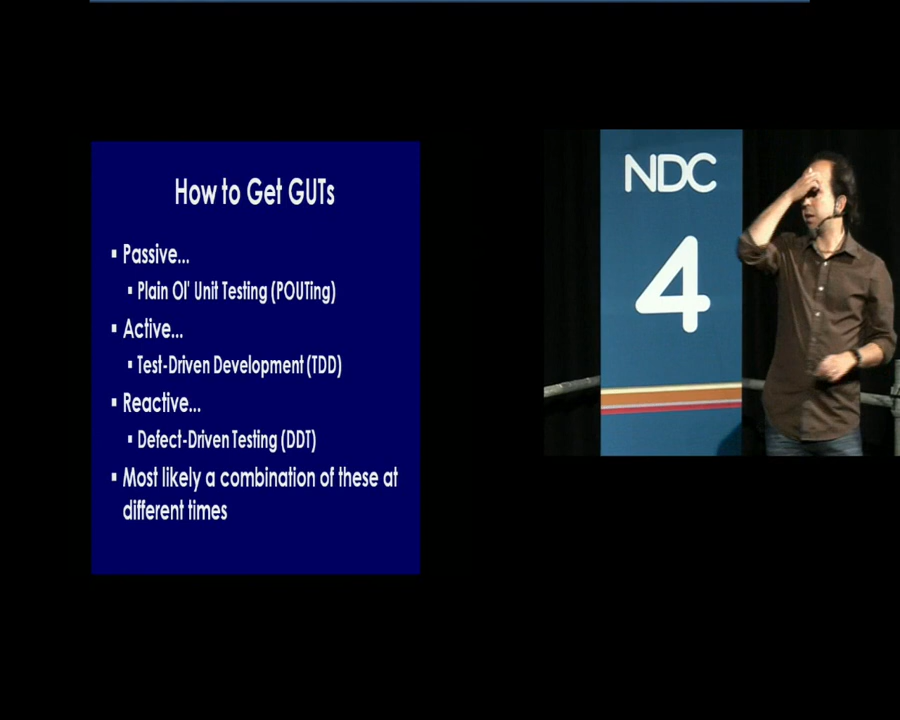 How to Get GUTs
▪ Passive...
▪ Plain Ol' Unit Testing (POUTing)
▪ Active...
▪ Test-Driven Development (TDD)
▪ Reactive...
▪ Defect-Driven Testing (DDT)
▪ Most likely a combination of these at
different times
NDC
4